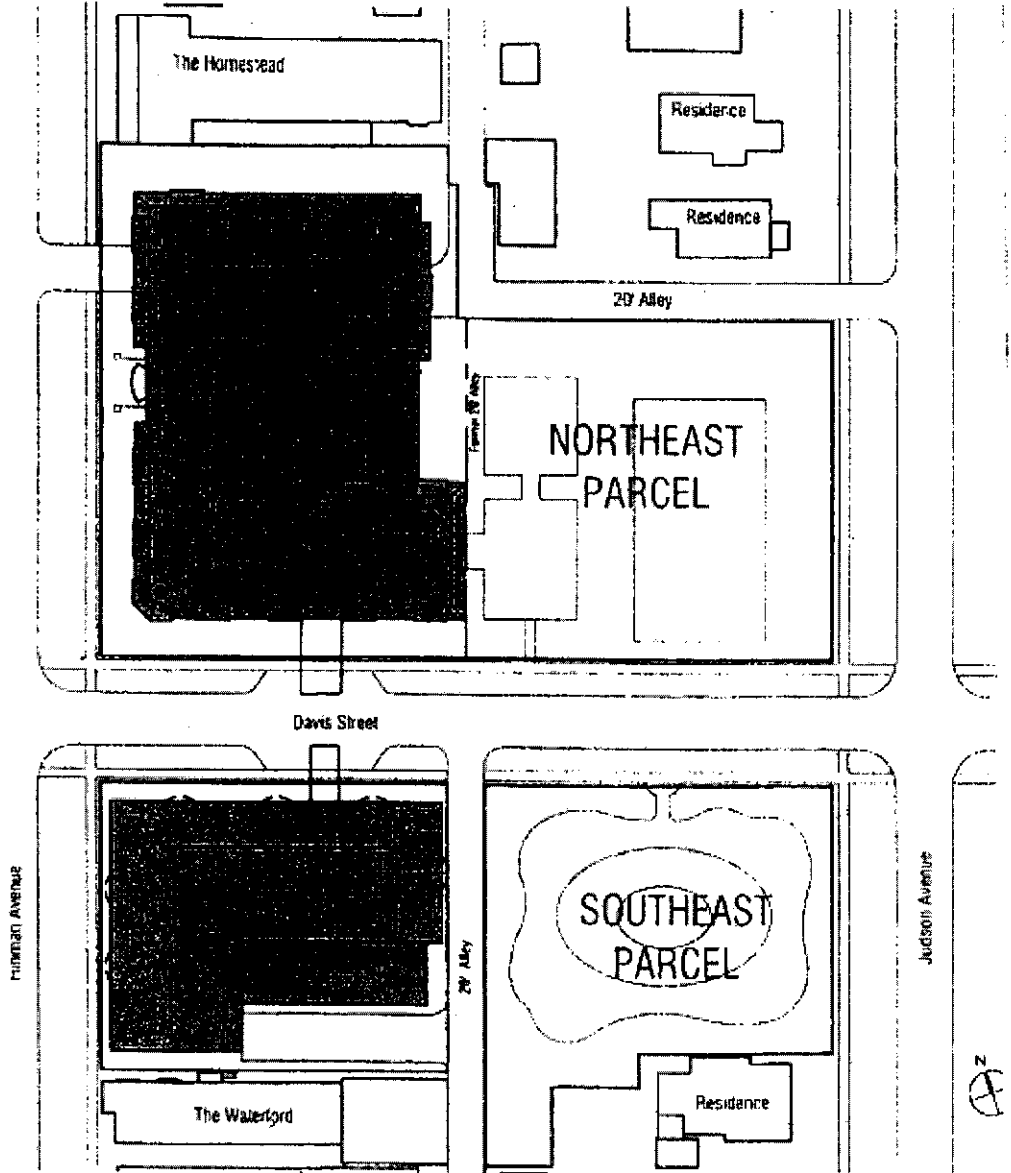 The Homestead
Residence
Residence
20' Alley
Former 20' Alley
NORTHEAST
PARCEL
Davis Street
Hinman Avenue
20' Alley
SOUTHEAST
PARCEL
Judson Avenue
The Waterford
Residence
N